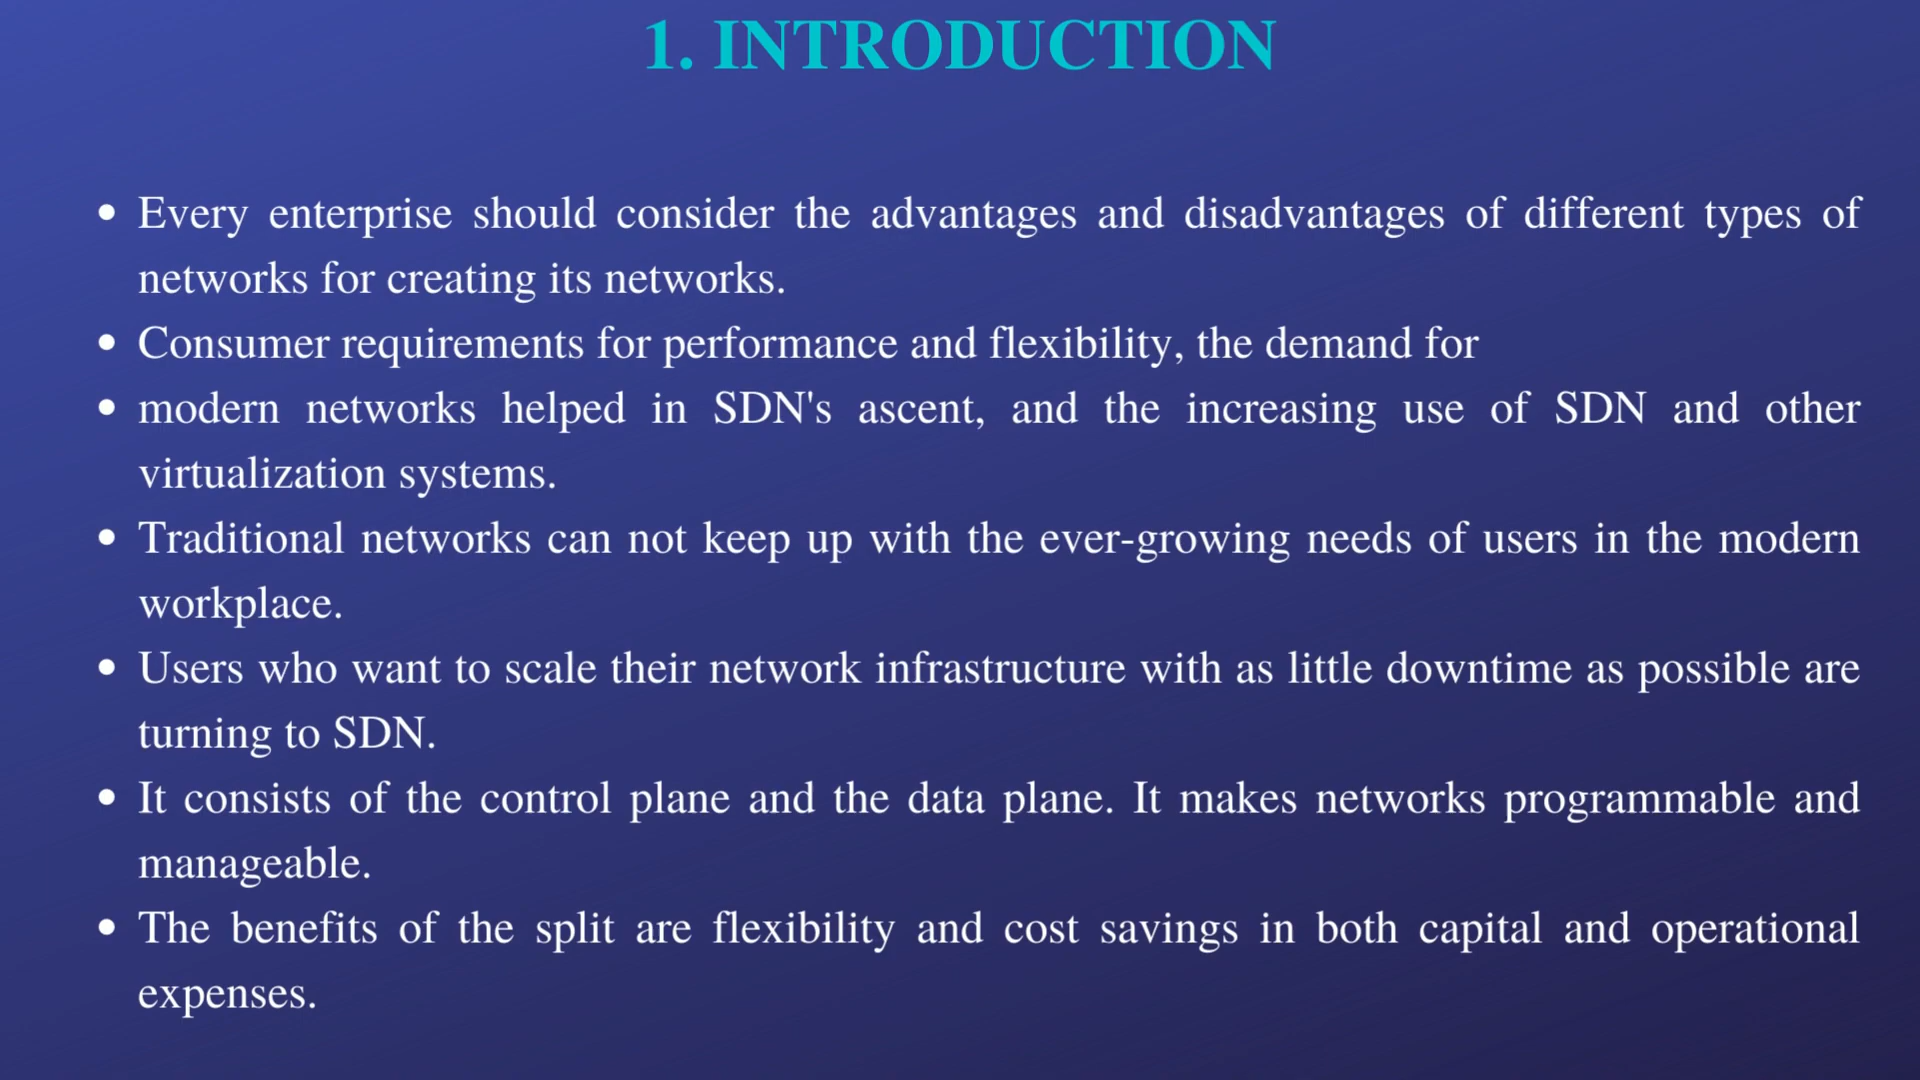 1. INTRODUCTION
• Every enterprise should consider the advantages and disadvantages of different types of
networks for creating its networks.
• Consumer requirements for performance and flexibility, the demand for
• modern networks helped in SDN's ascent, and the increasing use of SDN and other
virtualization systems.
• Traditional networks can not keep up with the ever-growing needs of users in the modern
workplace.
• Users who want to scale their network infrastructure with as little downtime as possible are
turning to SDN.
• It consists of the control plane and the data plane. It makes networks programmable and
manageable.
• The benefits of the split are flexibility and cost savings in both capital and operational
expenses.